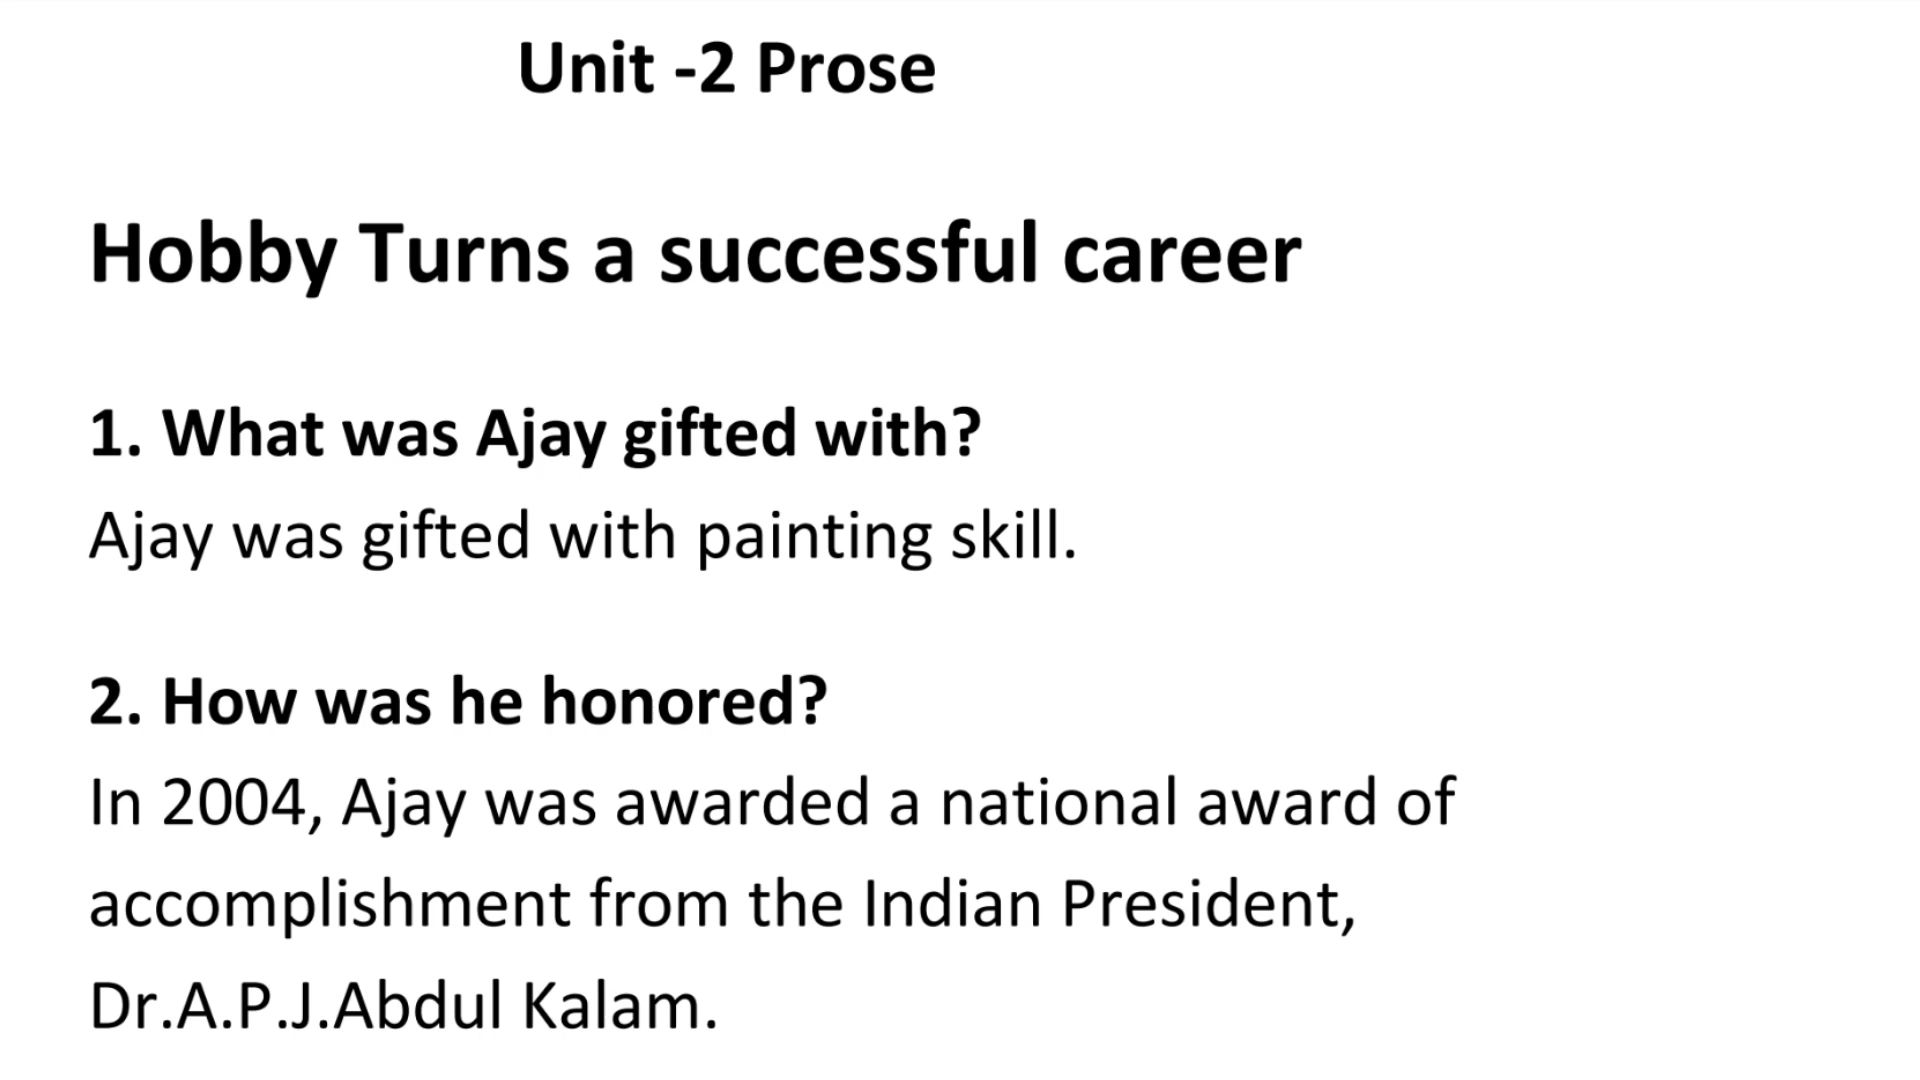 Unit -2 Prose
Hobby Turns a successful career
1. What was Ajay gifted with?
Ajay was gifted with painting skill.
2. How was he honored?
In 2004, Ajay was awarded a national award of
accomplishment from the Indian President,
Dr.A.P.J.Abdul Kalam.